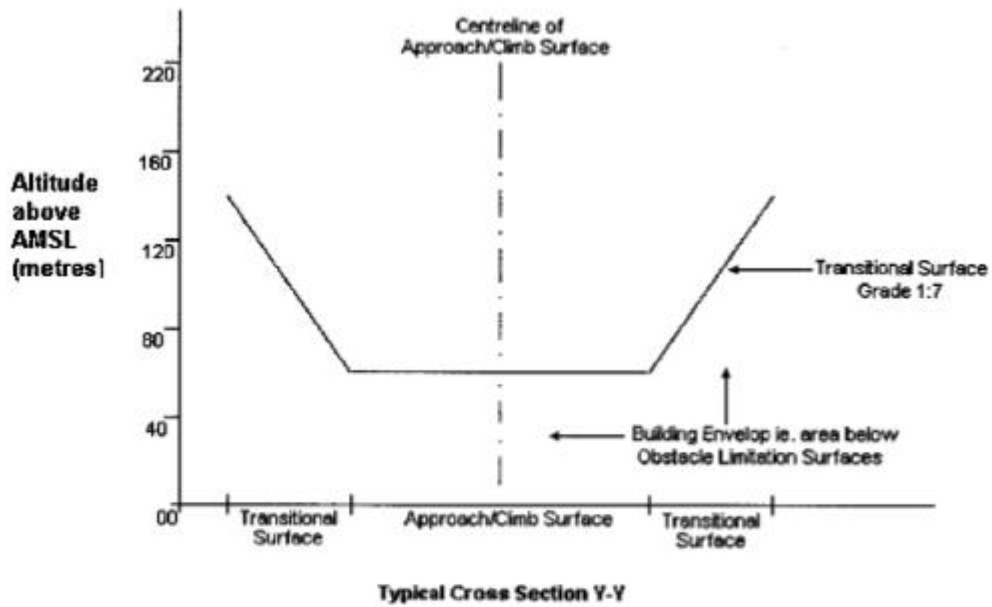 Centreline of
Approach/Climb Surface
220
160
Altitude
above
AMSL
(metres)
120
Transitional Surface
Grade 1:7
80
40
Building Envelop ie. area below
Obstacle Limitation Surfaces
00
Transitional
Surface
Approach/Climb Surface
Transitional
Surface
Typical Cross Section Y-Y